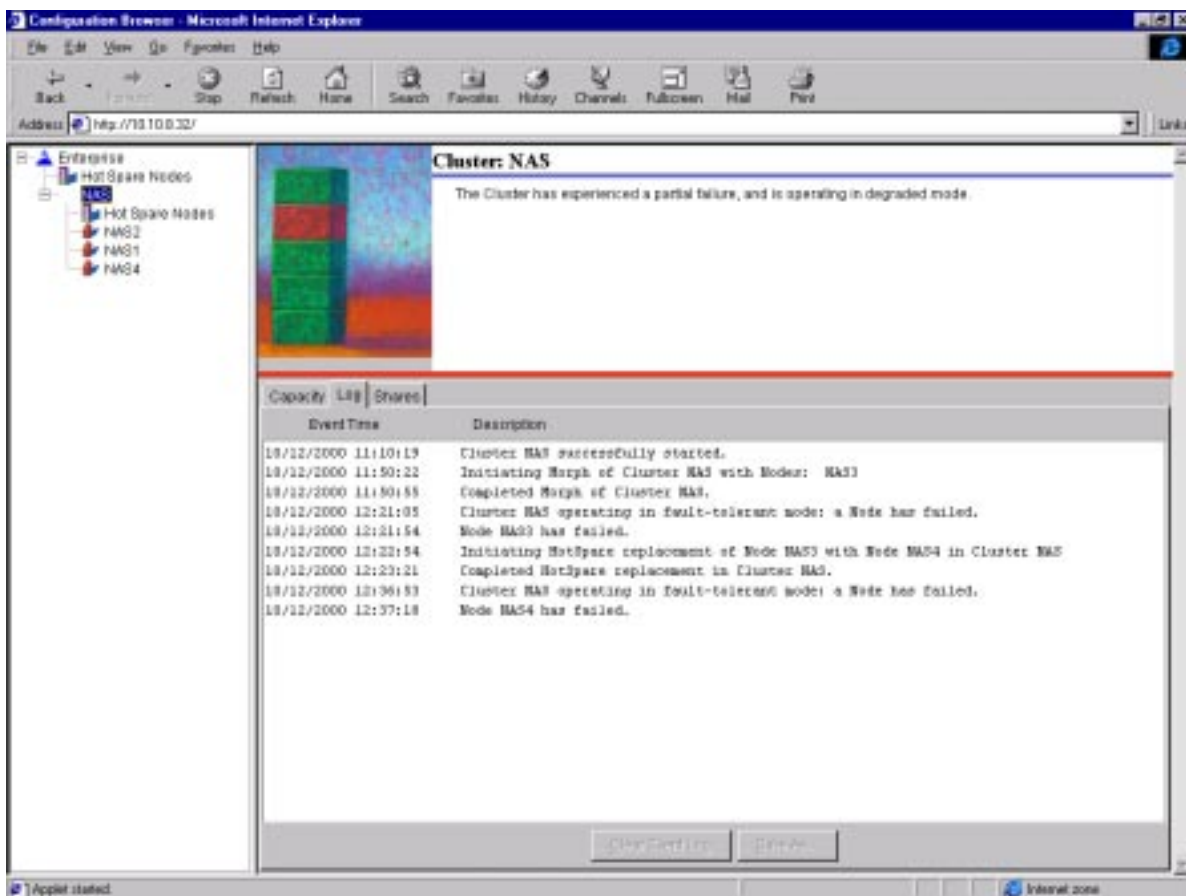 Configuration Browser - Microsoft Internet Explorer
File Edit View Go Favorites Help
Back Forward Stop Refresh Home Search Favorites History Channels Fullscreen Mail Print
Address http://10.10.0.32/ Links
Enterprise
Hot Spare Nodes
NAS
Hot Spare Nodes
NAS2
NAS1
NAS4
Cluster: NAS
The Cluster has experienced a partial failure, and is operating in degraded mode.
Capacity Log Shares
Event Time Description
10/12/2000 11:10:19 Cluster NAS successfully started.
10/12/2000 11:50:22 Initiating Morph of Cluster NAS with Nodes: NAS3
10/12/2000 11:50:55 Completed Morph of Cluster NAS.
10/12/2000 12:21:05 Cluster NAS operating in fault-tolerant mode: a Node has failed.
10/12/2000 12:21:54 Node NAS3 has failed.
10/12/2000 12:22:54 Initiating HotSpare replacement of Node NAS3 with Node NAS4 in Cluster NAS
10/12/2000 12:23:21 Completed HotSpare replacement in Cluster NAS.
10/12/2000 12:36:53 Cluster NAS operating in fault-tolerant mode: a Node has failed.
10/12/2000 12:37:18 Node NAS4 has failed.
Clear Event Log Save As...
Applet started. Internet zone